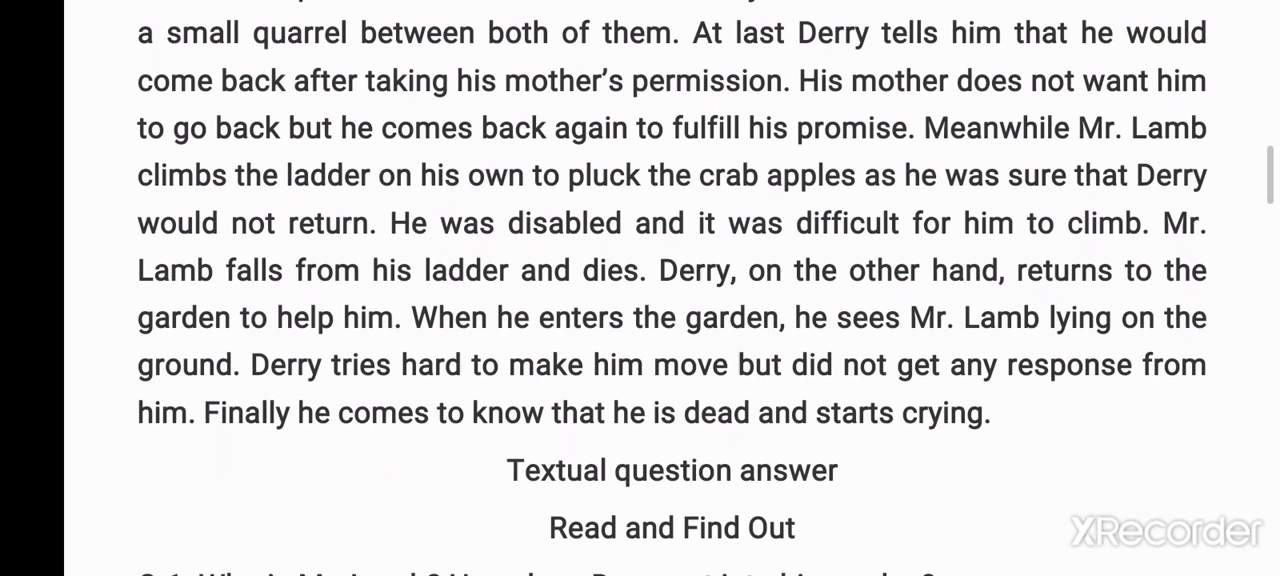 a small quarrel between both of them. At last Derry tells him that he would
come back after taking his mother's permission. His mother does not want him
to go back but he comes back again to fulfill his promise. Meanwhile Mr. Lamb
climbs the ladder on his own to pluck the crab apples as he was sure that Derry
would not return. He was disabled and it was difficult for him to climb. Mr.
Lamb falls from his ladder and dies. Derry, on the other hand, returns to the
garden to help him. When he enters the garden, he sees Mr. Lamb lying on the
ground. Derry tries hard to make him move but did not get any response from
him. Finally he comes to know that he is dead and starts crying.
Textual question answer
Read and Find Out
XRecorder